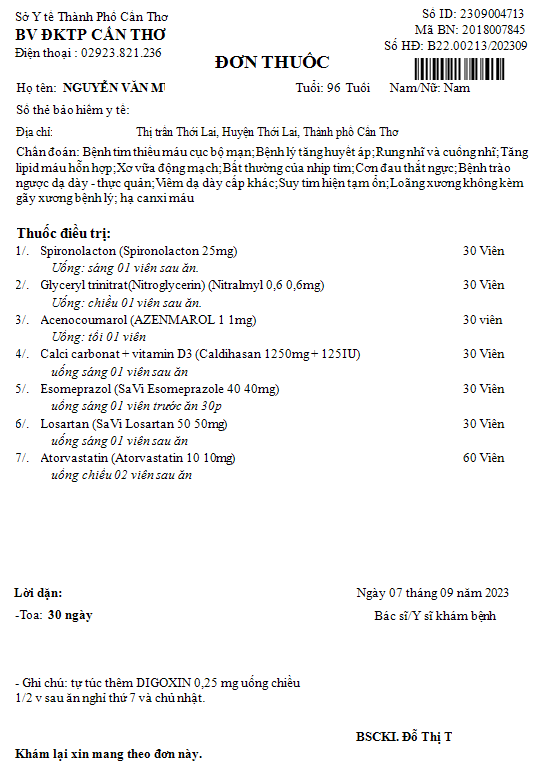 Sở Y tế Thành Phố Cần Thơ
Số ID: 2309004713
BV ĐKTP CẦN THƠ
Mã BN: 2018007845
Điện thoại : 02923.821.236
Số HĐ: B22.00213/202309
ĐƠN THUỐC
Họ tên: NGUYỄN VĂN
Tuổi: 96 Tuổi Nam/Nữ: Nam
Số thẻ bảo hiêm y tế:
Địa chỉ: Thị trấn Thới Lai, Huyện Thới Lai, Thành phố Cần Thơ
Chẩn đoán: Bệnh tim thiếu máu cục bộ mạn;Bệnh lý tăng huyết áp;Rung nhĩ và cuồng nhĩ;Tăng
lipid máu hỗn hợp;Xơ vữa động mạch;Bất thường của nhịp tim;Cơn đau thắt ngực;Bệnh trào
ngược dạ dày - thực quản;Viêm dạ dày cấp khác;Suy tim hiện tạm ổn;Loãng xương không kèm
gãy xương bệnh lý; hạ canxi máu
Thuốc điều trị:
1/. Spironolacton (Spironolacton 25mg) 30 Viên
Uống: sáng 01 viên sau ăn.
2/. Glyceryl trinitrat(Nitroglycerin) (Nitralmyl 0,6 0,6mg) 30 Viên
Uống: chiều 01 viên sau ăn.
3/. Acenocoumarol (AZENMAROL 1 1mg) 30 viên
Uống: tối 01 viên
4/. Calci carbonat + vitamin D3 (Caldihasan 1250mg + 125IU) 30 Viên
uống sáng 01 viên sau ăn
5/. Esomeprazol (SaVi Esomeprazole 40 40mg) 30 Viên
uống sáng 01 viên trước ăn 30p
6/. Losartan (SaVi Losartan 50 50mg) 30 Viên
uống sáng 01 viên sau ăn
7/. Atorvastatin (Atorvastatin 10 10mg) 60 Viên
uống chiều 02 viên sau ăn
Lời dặn:
Ngày 07 tháng 09 năm 2023
-Toa: 30 ngày
Bác sĩ/Y sĩ khám bệnh
- Ghi chú: tự túc thêm DIGOXIN 0,25 mg uống chiều
1/2 v sau ăn nghỉ thứ 7 và chủ nhật.
BSCKI. Đỗ Thị T
Khám lại xin mang theo đơn này.